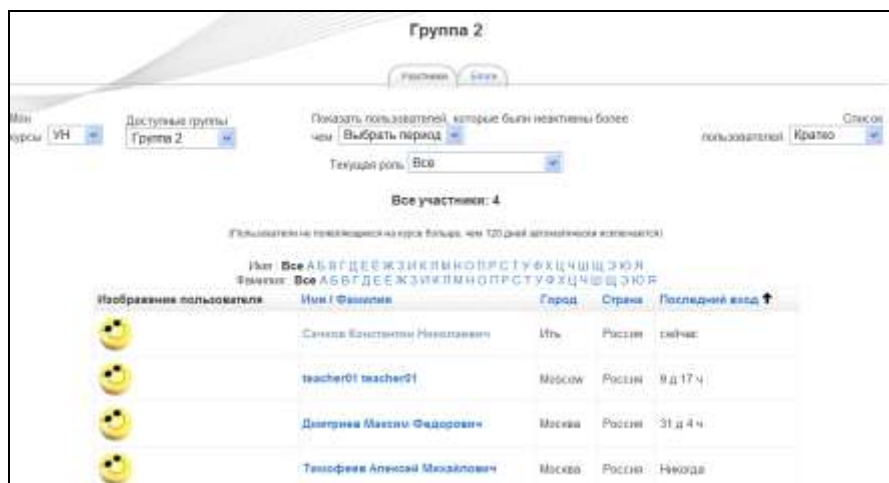 Группа 2
Участники Блоги
Мои курсы УН
Доступные группы Группа 2
Показать пользователей, которые были неактивны более чем Выбрать период
Список пользователей Кратко
Текущая роль Все
Все участники: 4
(Пользователи не появляющиеся на курсе больше, чем 120 дней автоматически исключаются)
Имя : Все А Б В Г Д Е Ё Ж З И К Л М Н О П Р С Т У Ф Х Ц Ч Ш Щ Э Ю Я
Фамилия : Все А Б В Г Д Е Ё Ж З И К Л М Н О П Р С Т У Ф Х Ц Ч Ш Щ Э Ю Я
Изображение пользователя Имя / Фамилия Город Страна Последний вход ↑
Константин Николаевич Россия сейчас
teacher01 teacher01 Moscow Россия 9 д 17 ч
Дмитриев Максим Федорович Москва Россия 31 д 4 ч
Тимофеев Алексей Михайлович Москва Россия Никогда